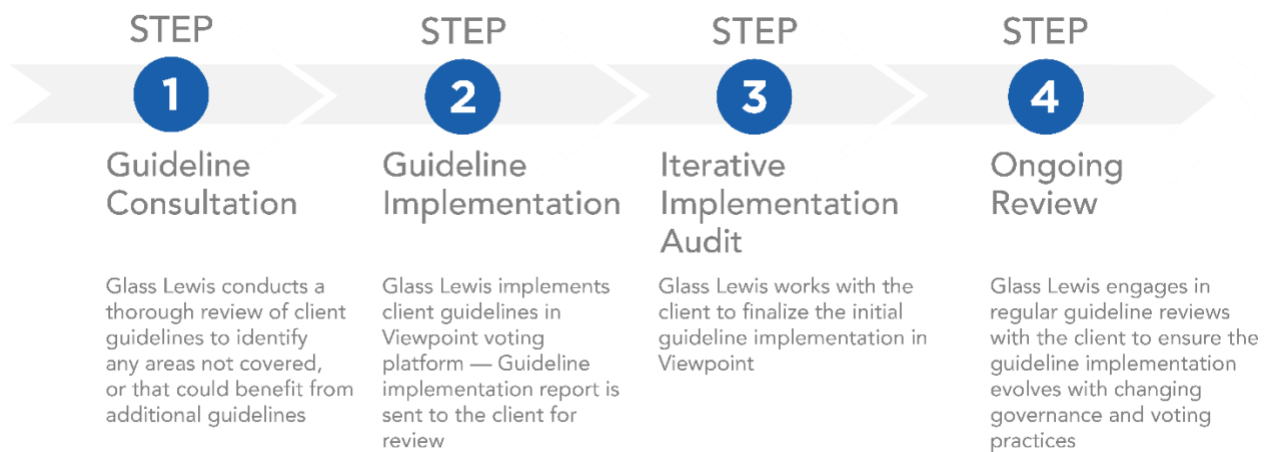 STEP
1
Guideline
Consultation
Glass Lewis conducts a
thorough review of client
guidelines to identify
any areas not covered,
or that could benefit from
additional guidelines
STEP
2
Guideline
Implementation
Glass Lewis implements
client guidelines in
Viewpoint voting
platform — Guideline
implementation report is
sent to the client for
review
STEP
3
Iterative
Implementation
Audit
Glass Lewis works with the
client to finalize the initial
guideline implementation in
Viewpoint
STEP
4
Ongoing
Review
Glass Lewis engages in
regular guideline reviews
with the client to ensure the
guideline implementation
evolves with changing
governance and voting
practices